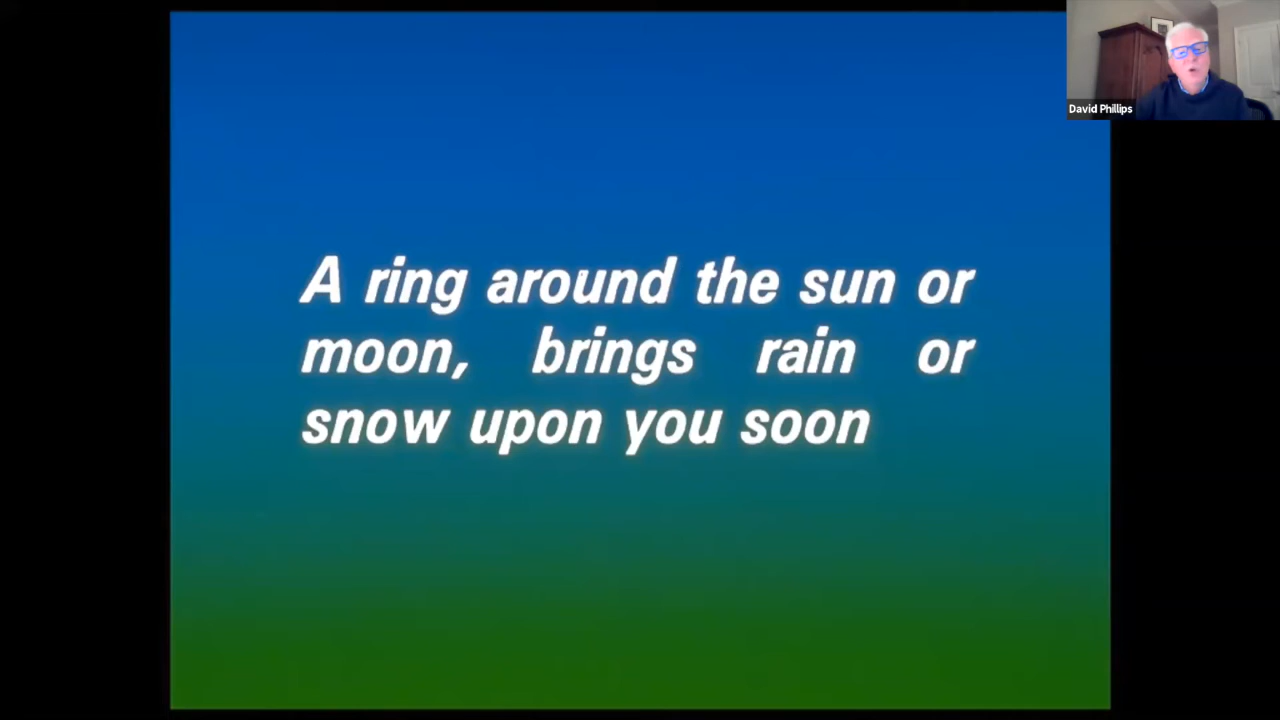 David Phillips
A ring around the sun or
moon, brings rain or
snow upon you soon